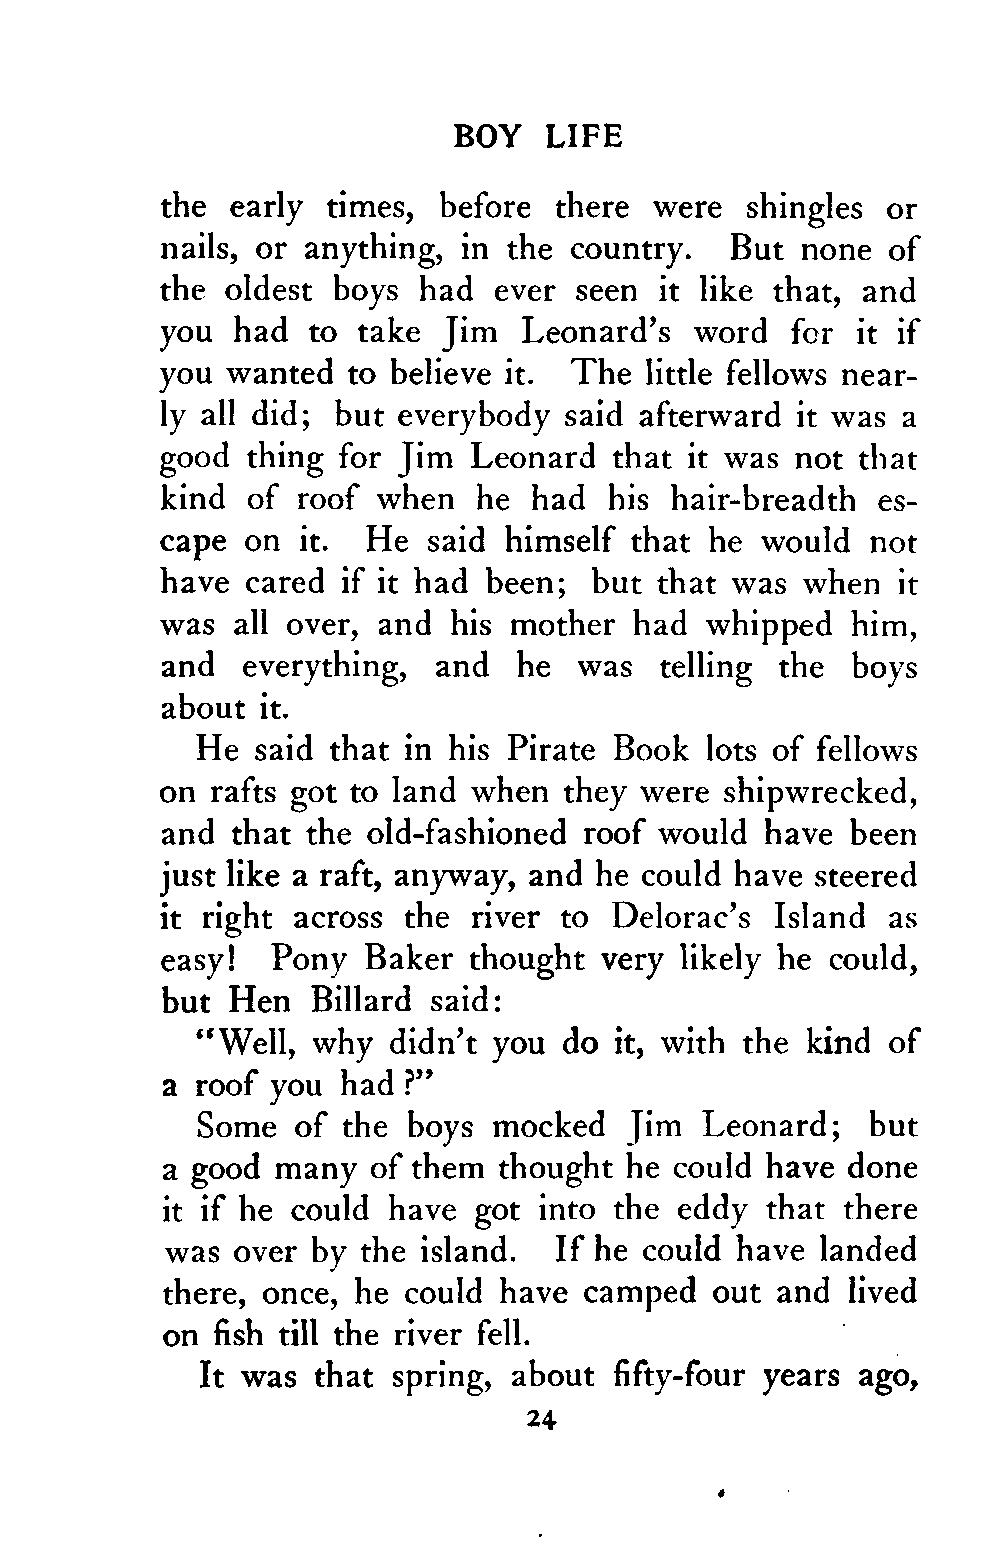 BOY LIFE
the early times, before there were shingles or
nails, or anything, in the country. But none of
the oldest boys had ever seen it like that, and
you had to take Jim Leonard's word for it if
you wanted to believe it. The little fellows near-
ly all did; but everybody said afterward it was a
good thing for Jim Leonard that it was not that
kind of roof when he had his hair-breadth es-
cape on it. He said himself that he would not
have cared if it had been; but that was when it
was all over, and his mother had whipped him,
and everything, and he was telling the boys
about it.
He said that in his Pirate Book lots of fellows
on rafts got to land when they were shipwrecked,
and that the old-fashioned roof would have been
just like a raft, anyway, and he could have steered
it right across the river to Delorac's Island as
easy! Pony Baker thought very likely he could,
but Hen Billard said:
"Well, why didn't you do it, with the kind of
a roof you had?"
Some of the boys mocked Jim Leonard; but
a good many of them thought he could have done
it if he could have got into the eddy that there
was over by the island. If he could have landed
there, once, he could have camped out and lived
on fish till the river fell.
It was that spring, about fifty-four years ago,
24